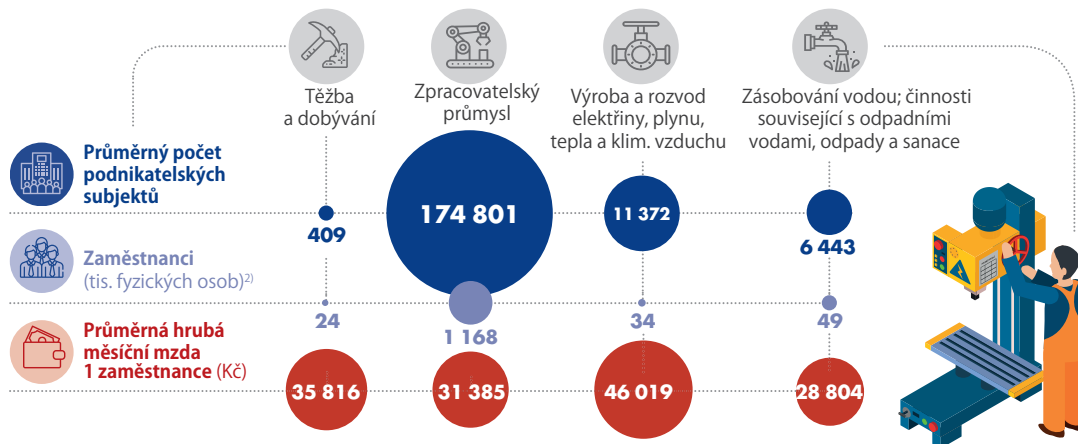 Těžba
a dobývání
Zpracovatelský
průmysl
Výroba a rozvod
elektřiny, plynu,
tepla a klim. vzduchu
Zásobování vodou; činnosti
související s odpadními
vodami, odpady a sanace
Průměrný počet
podnikatelských
subjektů
409
174 801
11 372
6 443
Zaměstnanci
(tis. fyzických osob)²⁾
24
1 168
34
49
Průměrná hrubá
měsíční mzda
1 zaměstnance (Kč)
35 816
31 385
46 019
28 804